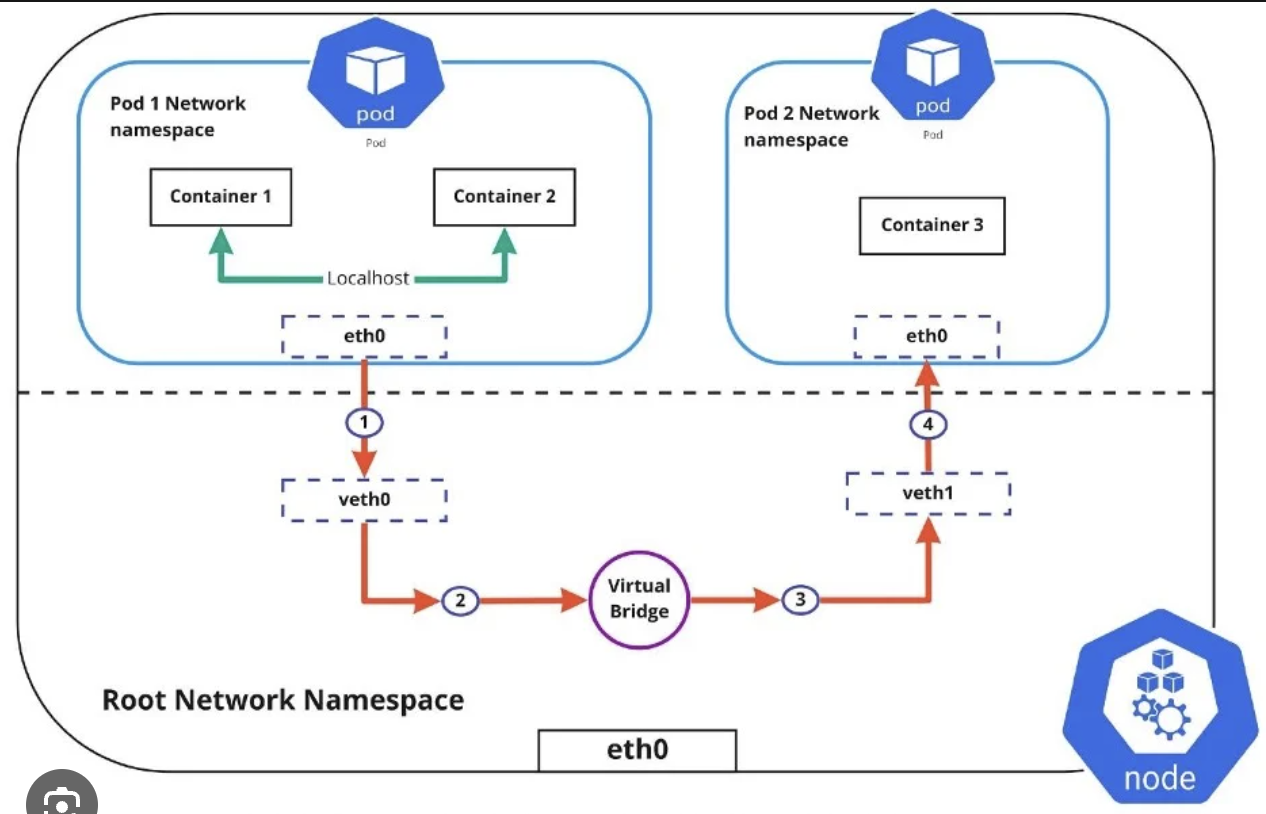 pod
Pod
Pod 1 Network
namespace
Container 1
Container 2
Localhost
eth0
pod
Pod
Pod 2 Network
namespace
Container 3
eth0
1
4
veth0
veth1
2
Virtual
Bridge
3
Root Network Namespace
eth0
node